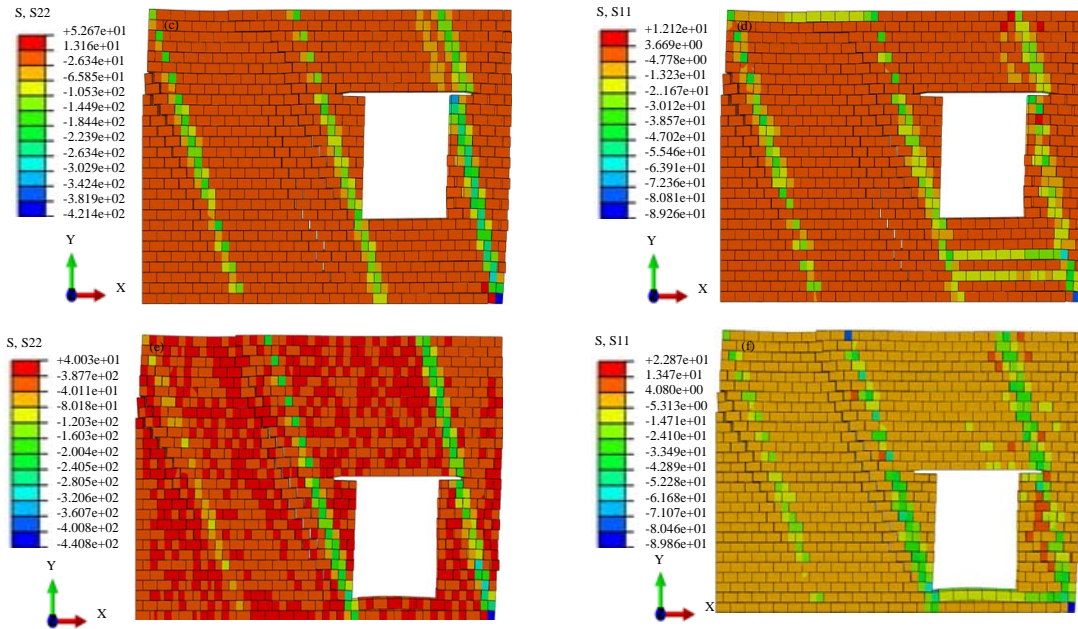 S, S22
+5.267e+01
1.316e+01
-2.634e+01
-6.585e+01
-1.053e+02
-1.449e+02
-1.844e+02
-2.239e+02
-2.634e+02
-3.029e+02
-3.424e+02
-3.819e+02
-4.214e+02
Y
X
(c)
S, S11
+1.212e+01
3.669e+00
-4.778e+00
-1.323e+01
-2.167e+01
-3.012e+01
-3.857e+01
-4.702e+01
-5.546e+01
-6.391e+01
-7.236e+01
-8.081e+01
-8.926e+01
Y
X
(d)
S, S22
+4.003e+01
-3.877e+02
-4.011e+01
-8.018e+01
-1.203e+02
-1.603e+02
-2.004e+02
-2.405e+02
-2.805e+02
-3.206e+02
-3.607e+02
-4.008e+02
-4.408e+02
Y
X
(e)
S, S11
+2.287e+01
+1.347e+01
4.080e+00
-5.313e+00
-1.471e+01
-2.410e+01
-3.349e+01
-4.289e+01
-5.228e+01
-6.168e+01
-7.107e+01
-8.046e+01
-8.986e+01
Y
X
(f)